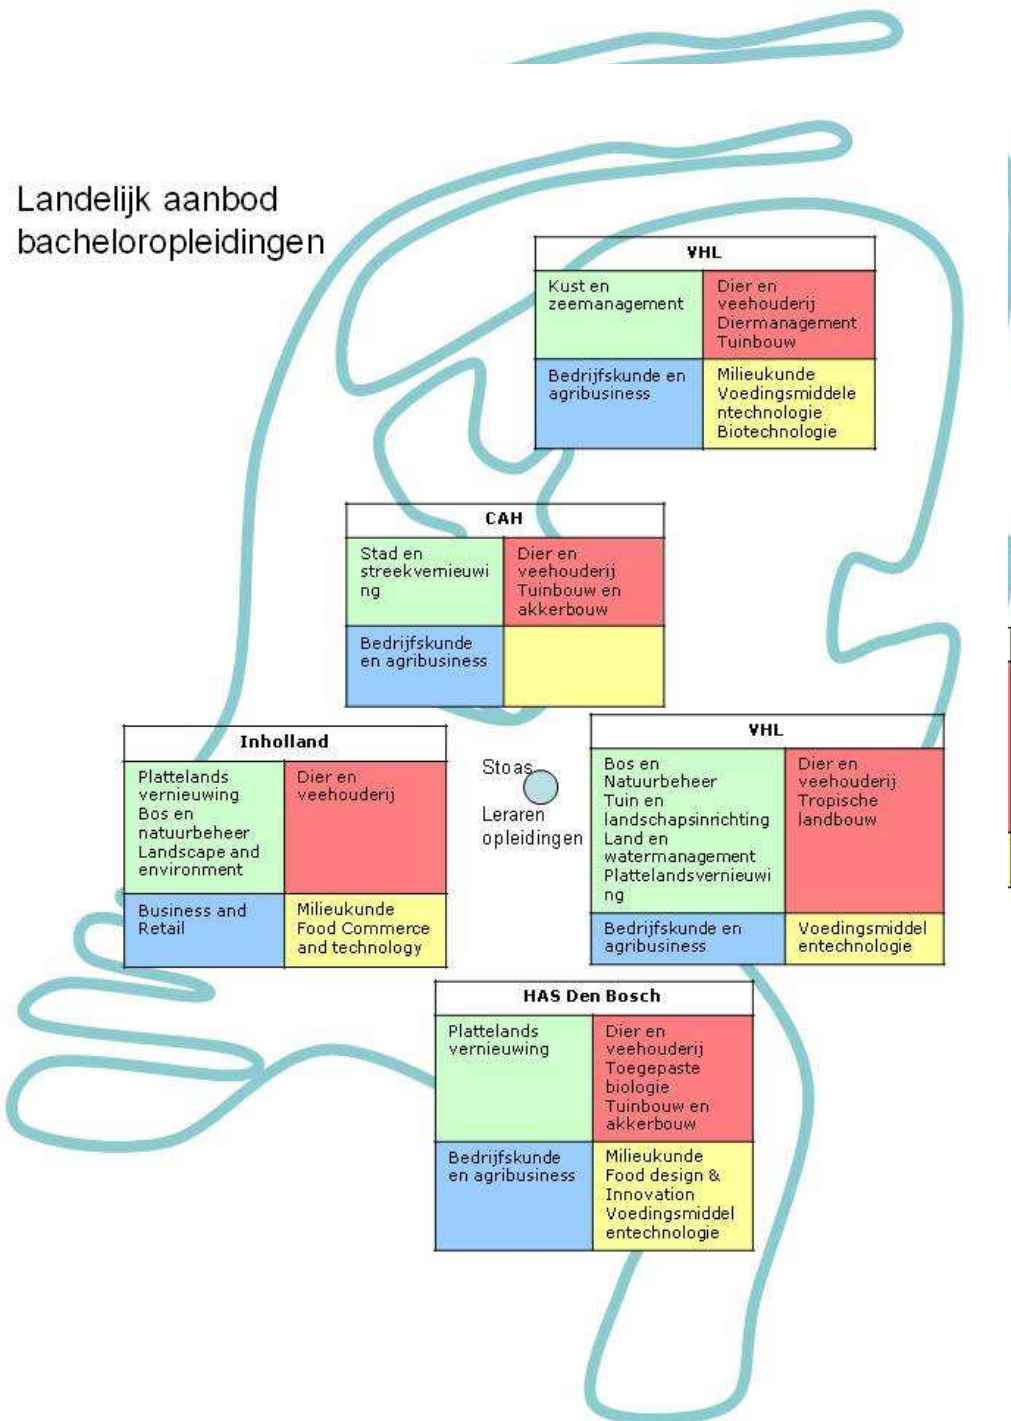 Landelijk aanbod
bacheloropleidingen
VHL
Kust en
zeemanagement
Dier en
veehouderij
Diermanagement
Tuinbouw
Bedrijfskunde en
agribusiness
Milieukunde
Voedingsmiddele
ntechnologie
Biotechnologie
CAH
Stad en
streekvernieuwi
ng
Dier en
veehouderij
Tuinbouw en
akkerbouw
Bedrijfskunde
en agribusiness
Inholland
Plattelands
vernieuwing
Bos en
natuurbeheer
Landscape and
environment
Dier en
veehouderij
Business and
Retail
Milieukunde
Food Commerce
and technology
Stoas
Leraren
opleidingen
VHL
Bos en
Natuurbeheer
Tuin en
landschapsinrichting
Land en
watermanagement
Plattelandsvernieuwi
ng
Dier en
veehouderij
Tropische
landbouw
Bedrijfskunde en
agribusiness
Voedingsmiddel
entechnologie
HAS Den Bosch
Plattelands
vernieuwing
Dier en
veehouderij
Toegepaste
biologie
Tuinbouw en
akkerbouw
Bedrijfskunde
en agribusiness
Milieukunde
Food design &
Innovation
Voedingsmiddel
entechnologie